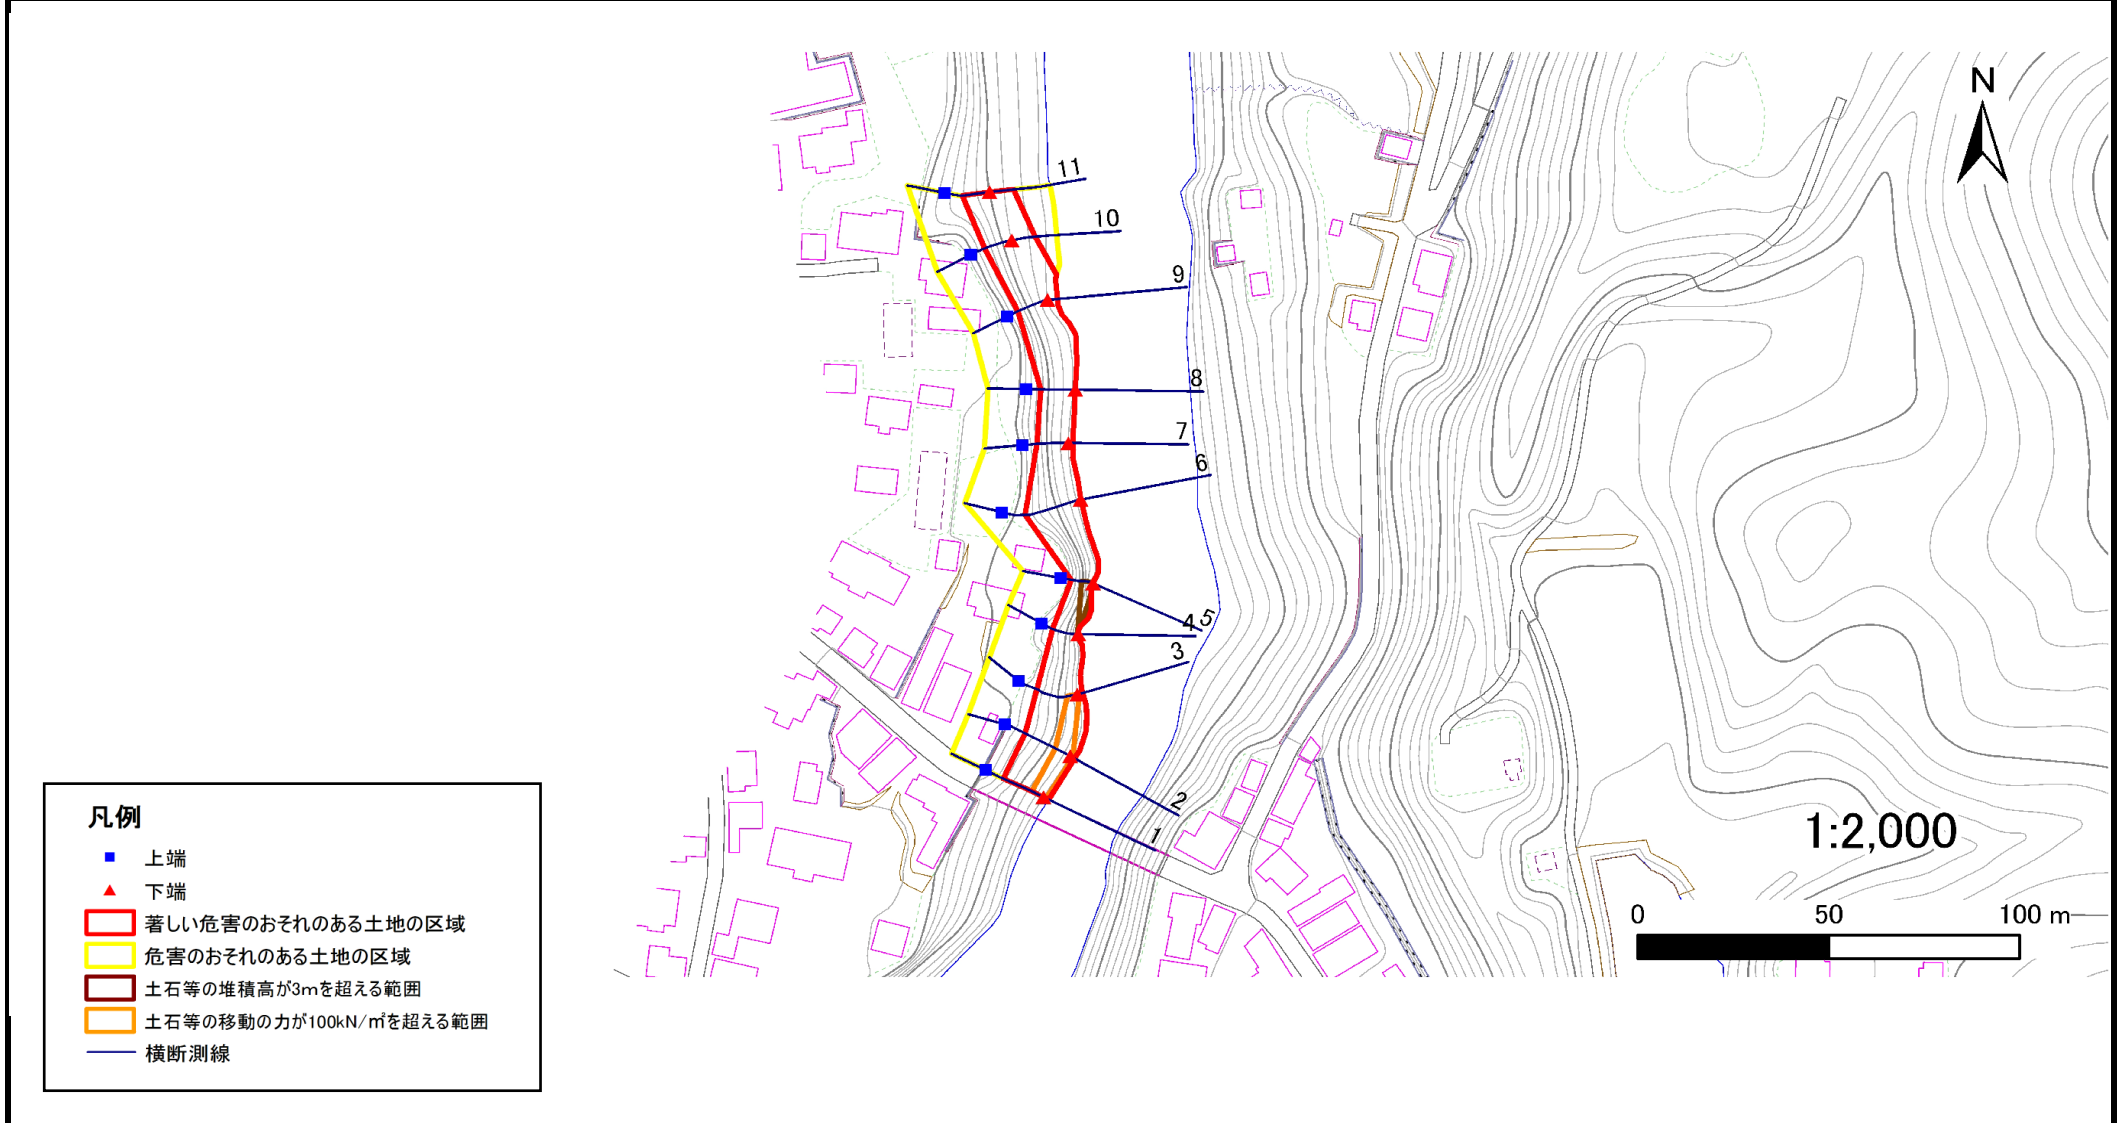 N
11
10
9
8
7
6
5
4
3
2
1
凡例
上端
下端
著しい危害のおそれのある土地の区域
危害のおそれのある土地の区域
土石等の堆積高が3mを超える範囲
土石等の移動の力が100kN/㎡を超える範囲
横断測線
1:2,000
0 50 100 m